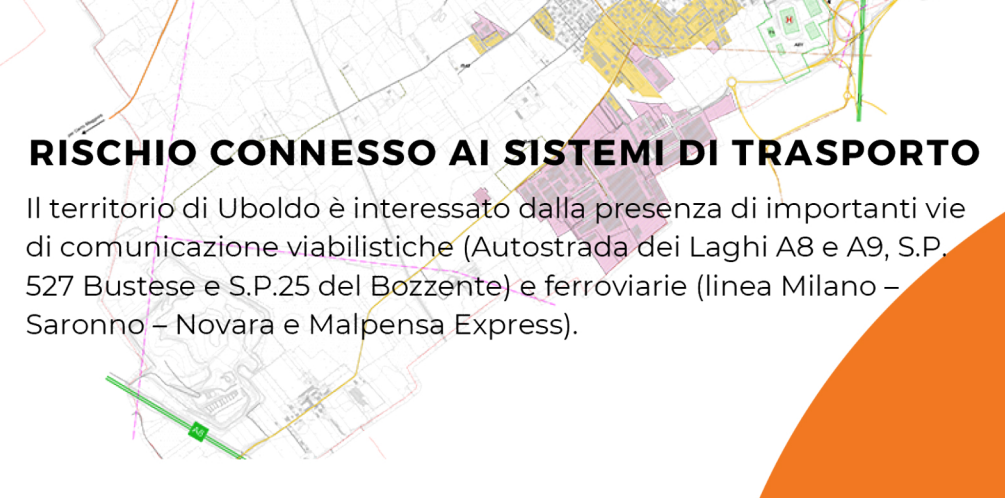 RISCHIO CONNESSO AI SISTEMI DI TRASPORTO
Il territorio di Uboldo è interessato dalla presenza di importanti vie
di comunicazione viabilistiche (Autostrada dei Laghi A8 e A9, S.P.
527 Bustese e S.P.25 del Bozzente) e ferroviarie (linea Milano –
Saronno – Novara e Malpensa Express).
H
A8